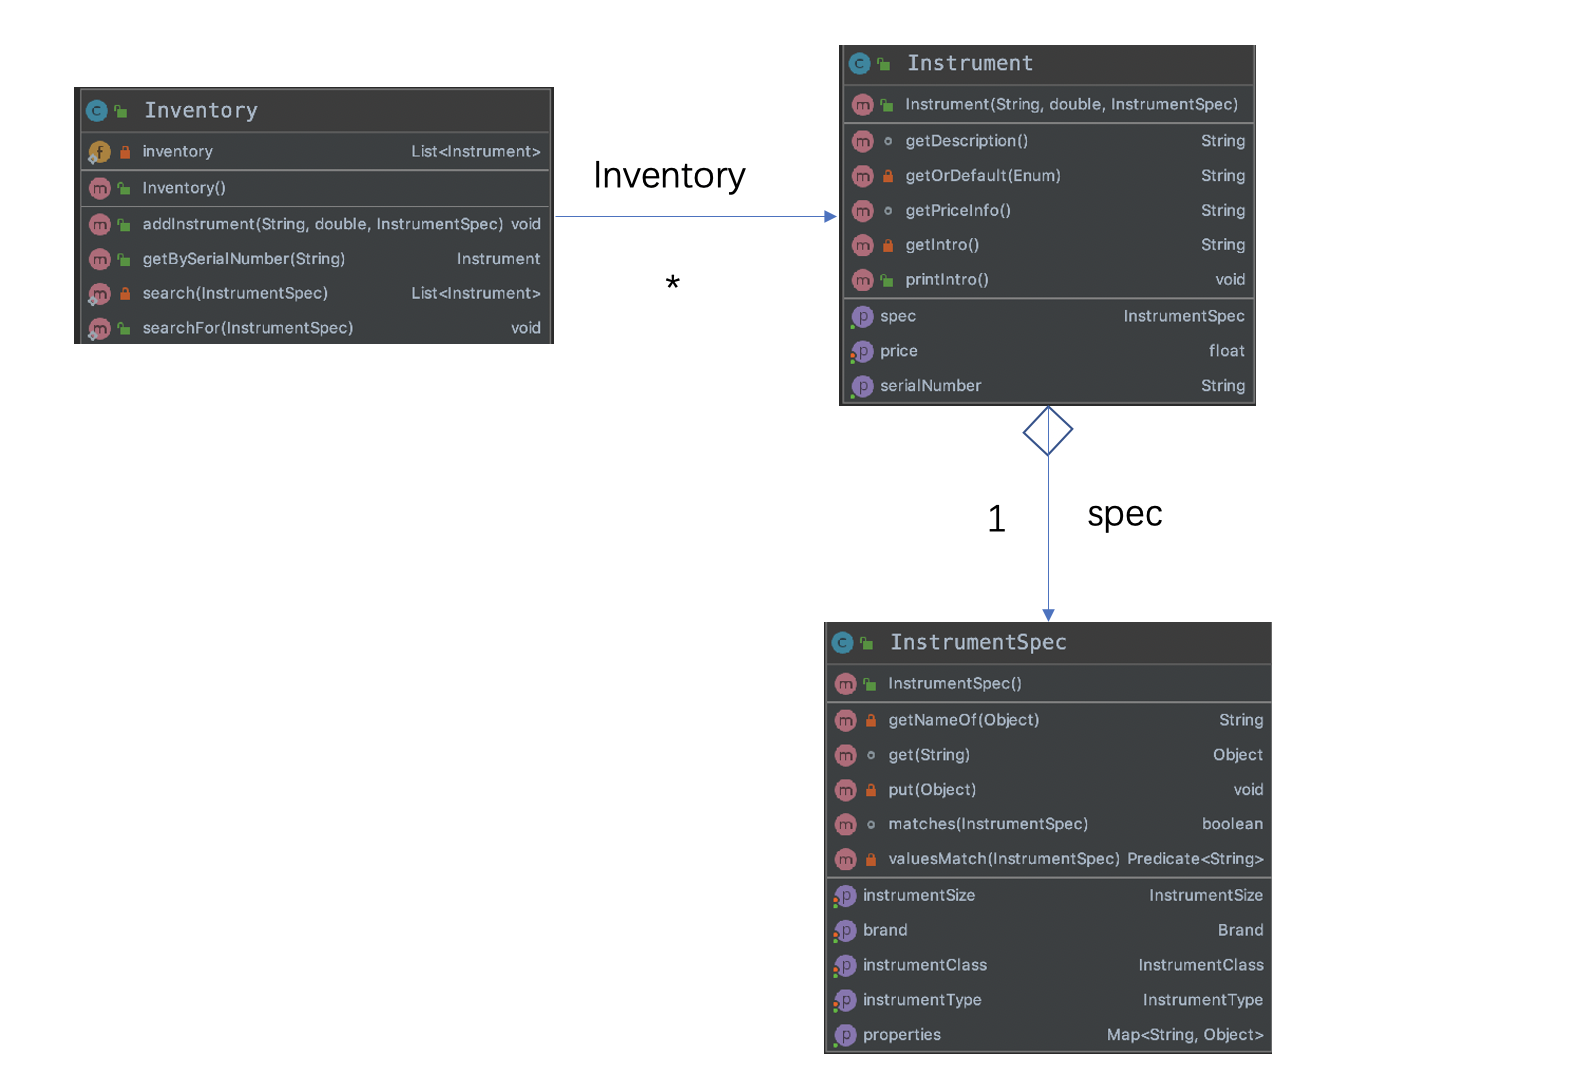 Inventory
inventory List<Instrument>
Inventory()
addInstrument(String, double, InstrumentSpec) void
getBySerialNumber(String) Instrument
search(InstrumentSpec) List<Instrument>
searchFor(InstrumentSpec) void
Inventory
*
Instrument
Instrument(String, double, InstrumentSpec)
getDescription() String
getOrDefault(Enum) String
getPriceInfo() String
getIntro() String
printIntro() void
spec InstrumentSpec
price float
serialNumber String
1 spec
InstrumentSpec
InstrumentSpec()
getNameOf(Object) String
get(String) Object
put(Object) void
matches(InstrumentSpec) boolean
valuesMatch(InstrumentSpec) Predicate<String>
instrumentSize InstrumentSize
brand Brand
instrumentClass InstrumentClass
instrumentType InstrumentType
properties Map<String, Object>